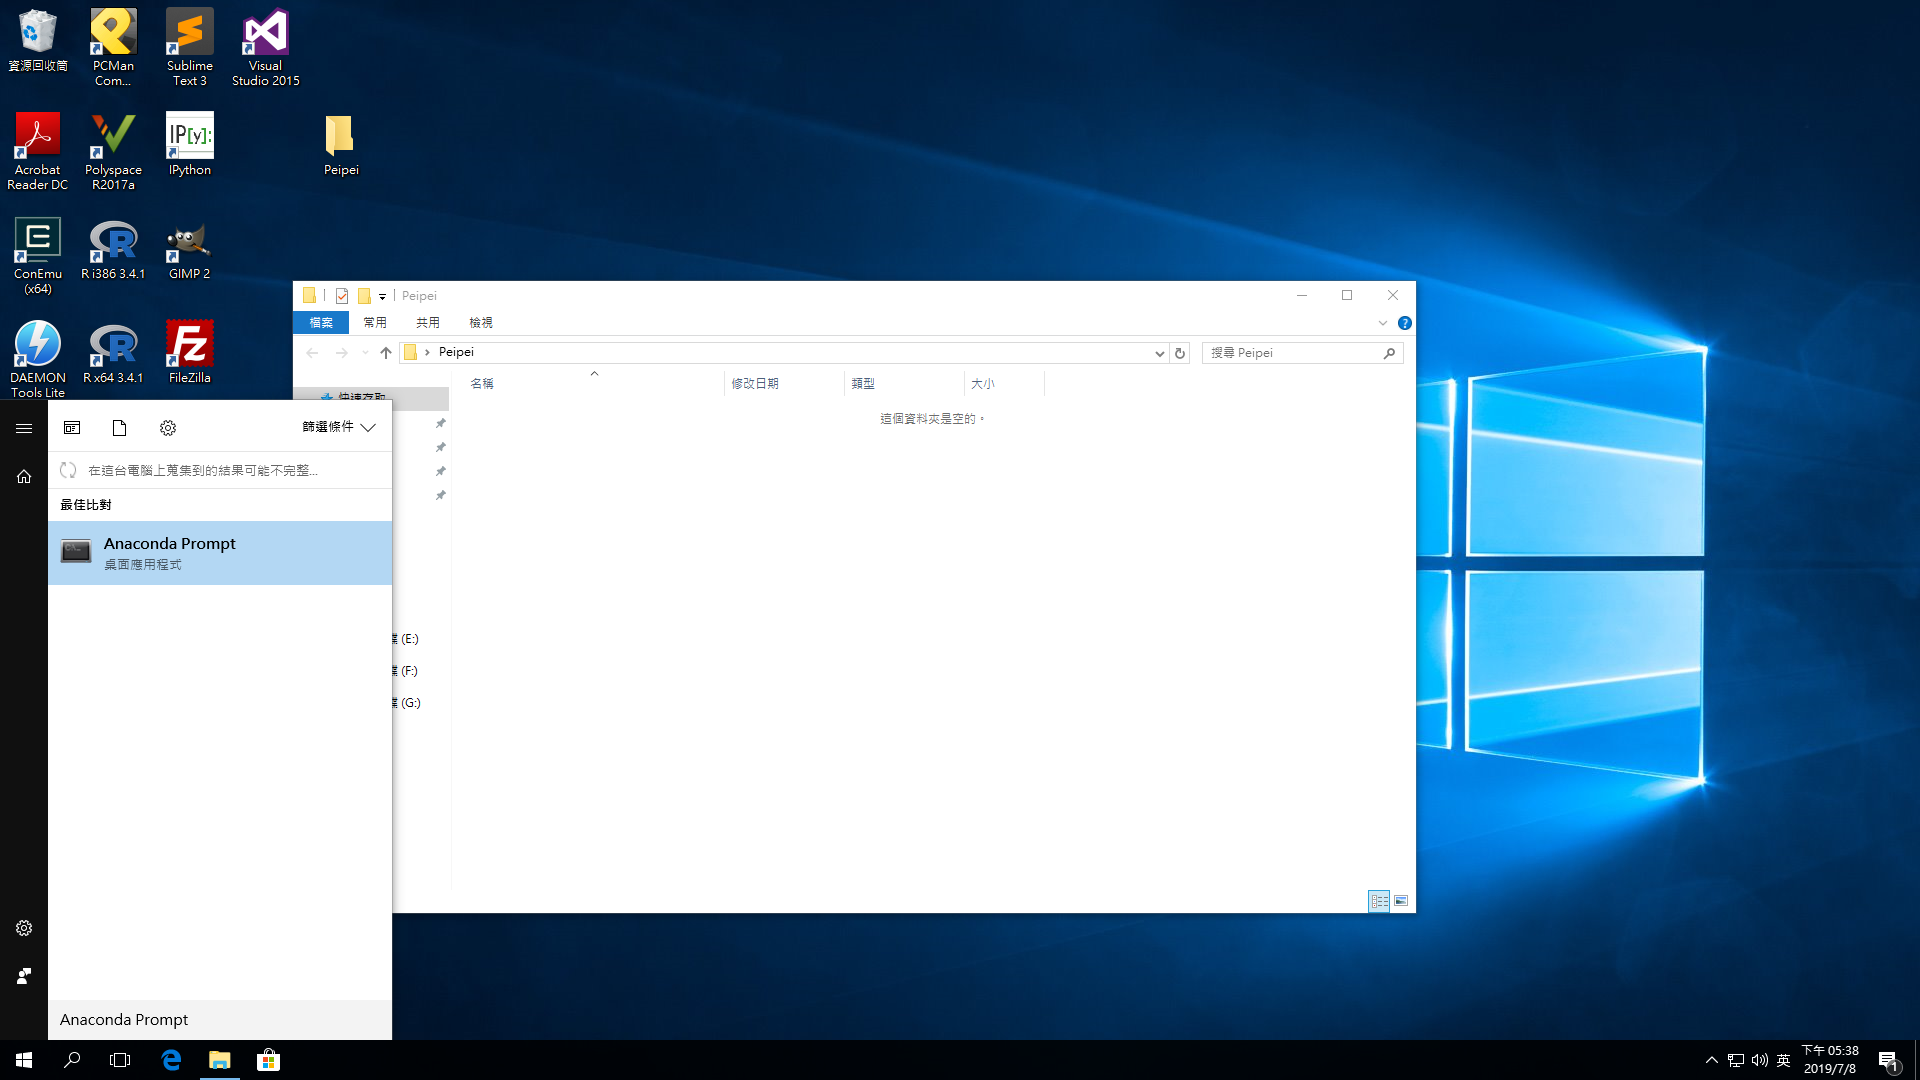 資源回收筒
PCMan
Com...
Sublime
Text 3
Visual
Studio 2015
Acrobat
Reader DC
Polyspace
R2017a
IP[y]:
IPython
Peipei
ConEmu
(x64)
R i386 3.4.1
GIMP 2
DAEMON
Tools Lite
R x64 3.4.1
FileZilla
Peipei
檔案
常用
共用
檢視
Peipei
搜尋 Peipei
名稱
修改日期
類型
大小
這個資料夾是空的。
快速存取
(E:)
(F:)
(G:)
篩選條件
在這台電腦上蒐集到的結果可能不完整...
最佳比對
Anaconda Prompt
桌面應用程式
Anaconda Prompt
英
下午 05:38
2019/7/8
1